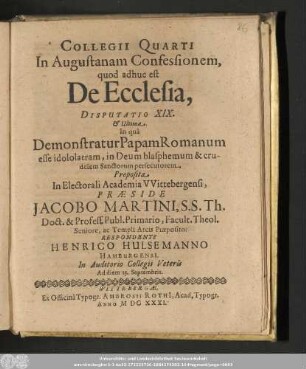 COLLEGII QUARTI
In Augustanam Confessionem,
quod adhuc est
De Ecclesia,
DISPUTATIO XIX.
& Ultima.
In quâ
Demonstratur Papam Romanum
esse idololatram, in Deum blasphemum & cru-
delem Sanctorum persecutorem.
Proposita
In Electorali Academia VVittebergensi,
PRÆSIDE
JACOBO MARTINI, S.S. Th.
Doct. & Profess. Publ. Primario, Facult. Theol.
Seniore, ac Templi Arcis Præposito:
RESPONDENTE
HENRICO HULSEMANNO
HAMBURGENSI.
In Auditorio Collegii Veteris
Ad diem Septembris.
WITTEBERGÆ,
Ex Officinâ Typogr. AMBROSII ROTHI, Acad. Typogr.
ANNO M DC XXXI.